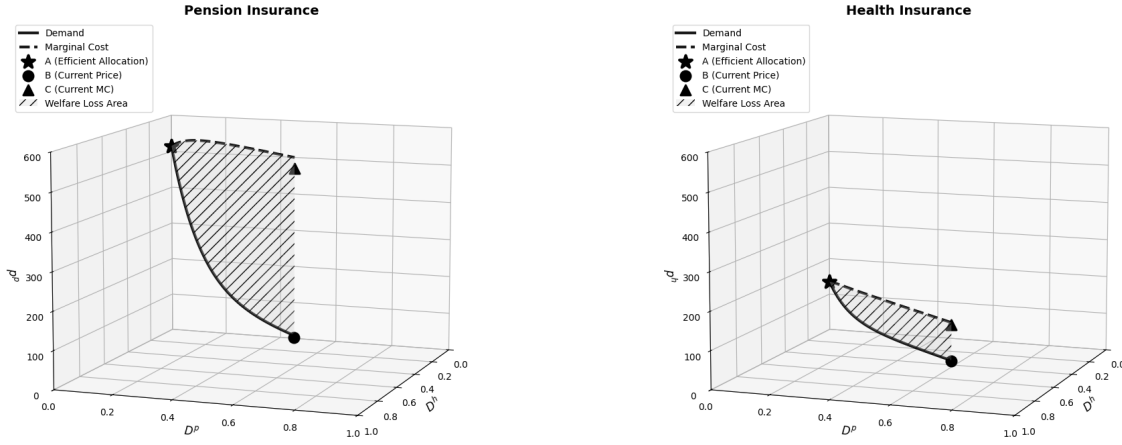 Pension Insurance
Demand
Marginal Cost
A (Efficient Allocation)
B (Current Price)
C (Current MC)
Welfare Loss Area
600
500
400
300
200
100
0
p_p
0.0
0.2
0.4
0.6
0.8
1.0
D^p
0.0
0.2
0.4
0.6
0.8
1.0
D^h
Health Insurance
Demand
Marginal Cost
A (Efficient Allocation)
B (Current Price)
C (Current MC)
Welfare Loss Area
600
500
400
300
200
100
0
p_h
0.0
0.2
0.4
0.6
0.8
1.0
D^p
0.0
0.2
0.4
0.6
0.8
1.0
D^h